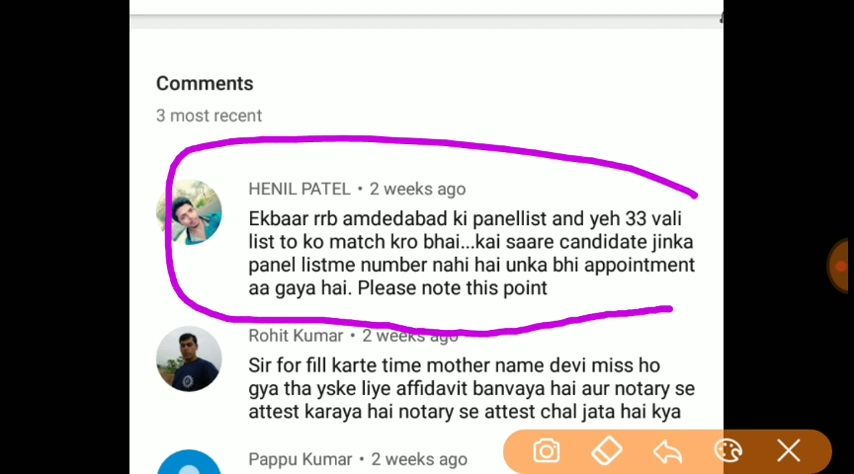 Comments
3 most recent
HENIL PATEL • 2 weeks ago
Ekbaar rrb amdedabad ki panellist and yeh 33 vali
list to ko match kro bhai...kai saare candidate jinka
panel listme number nahi hai unka bhi appointment
aa gaya hai. Please note this point
Rohit Kumar • 2 weeks ago
Sir for fill karte time mother name devi miss ho
gya tha yske liye affidavit banvaya hai aur notary se
attest karaya hai notary se attest chal jata hai kya
Pappu Kumar • 2 weeks ago